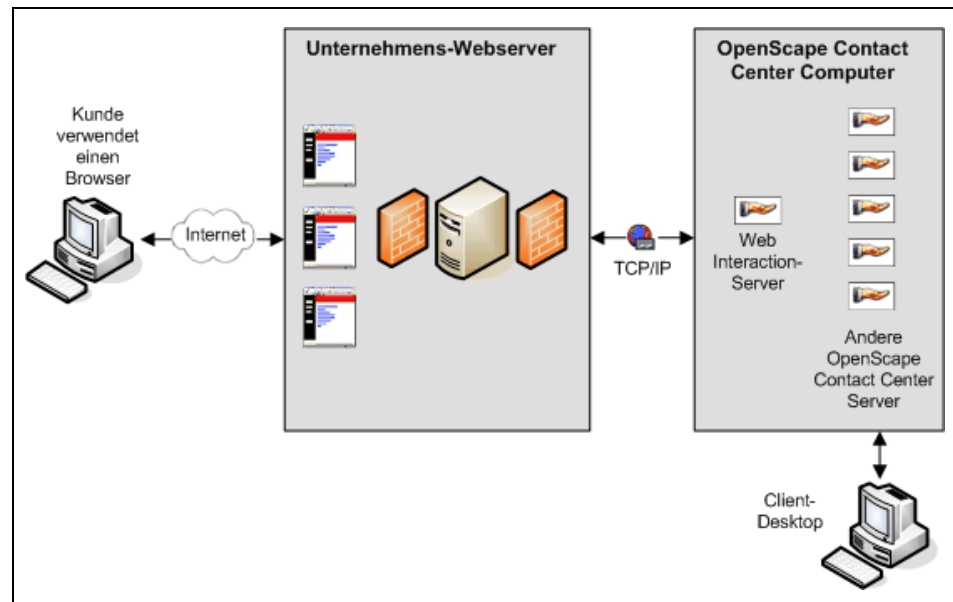 Unternehmens-Webserver
OpenScape Contact
Center Computer
Kunde
verwendet
einen
Browser
Internet
TCP/IP
Web
Interaction-
Server
Andere
OpenScape
Contact Center
Server
Client-
Desktop